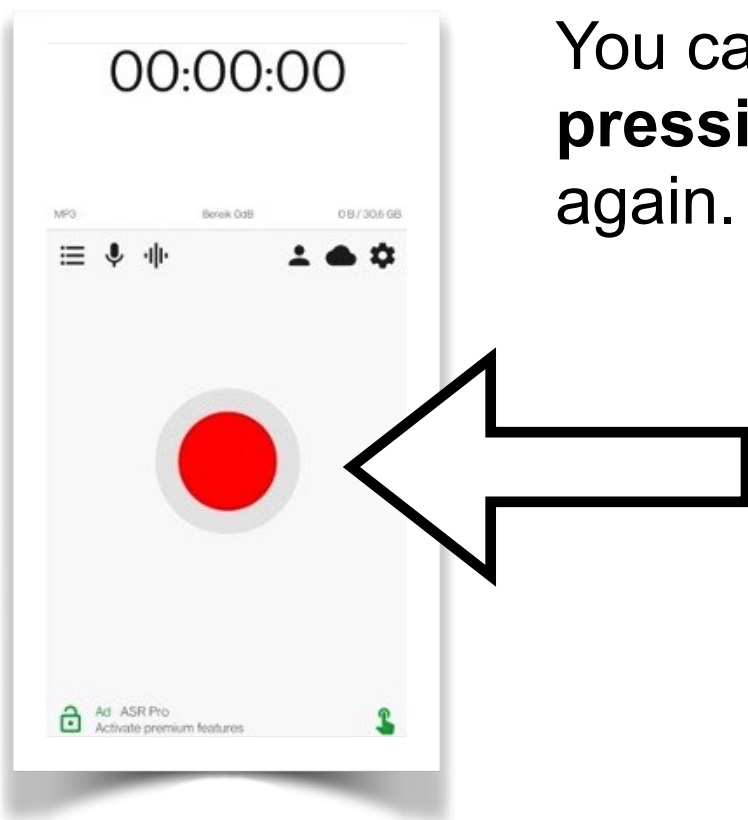 00:00:00
MP3 Bereik 0dB 0 B / 30,6 GB
Ad ASR Pro
Activate premium features
You ca
pressi
again.